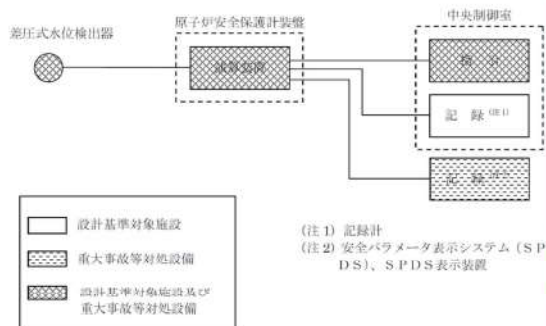 原子炉安全保護計装盤
中央制御室
差圧式水位検出器
演算装置
指 示
記 録(注1)
記 録(注2)
設計基準対象施設
重大事故等対処設備
設計基準対象施設及び
重大事故等対処設備
(注1) 記録計
(注2) 安全パラメータ表示システム(SP
DS)、SPDS表示装置